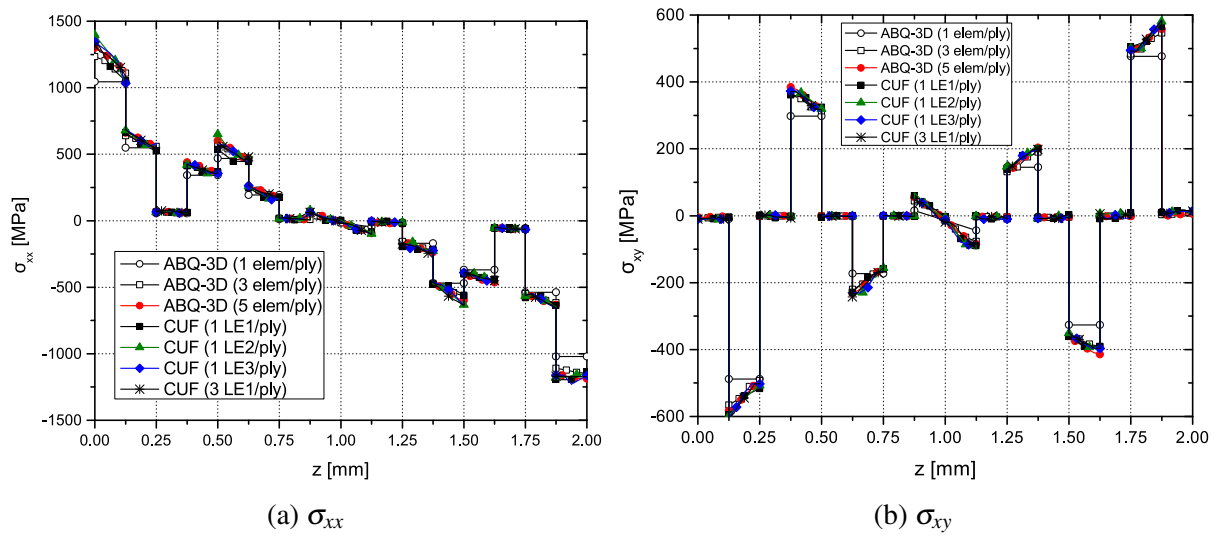 1500
1000
500
0
-500
-1000
-1500
σxx [MPa]
ABQ-3D (1 elem/ply)
ABQ-3D (3 elem/ply)
ABQ-3D (5 elem/ply)
CUF (1 LE1/ply)
CUF (1 LE2/ply)
CUF (1 LE3/ply)
CUF (3 LE1/ply)
0.00 0.25 0.50 0.75 1.00 1.25 1.50 1.75 2.00
z [mm]
(a) σxx
600
400
200
0
-200
-400
-600
σxy [MPa]
ABQ-3D (1 elem/ply)
ABQ-3D (3 elem/ply)
ABQ-3D (5 elem/ply)
CUF (1 LE1/ply)
CUF (1 LE2/ply)
CUF (1 LE3/ply)
CUF (3 LE1/ply)
0.00 0.25 0.50 0.75 1.00 1.25 1.50 1.75 2.00
z [mm]
(b) σxy